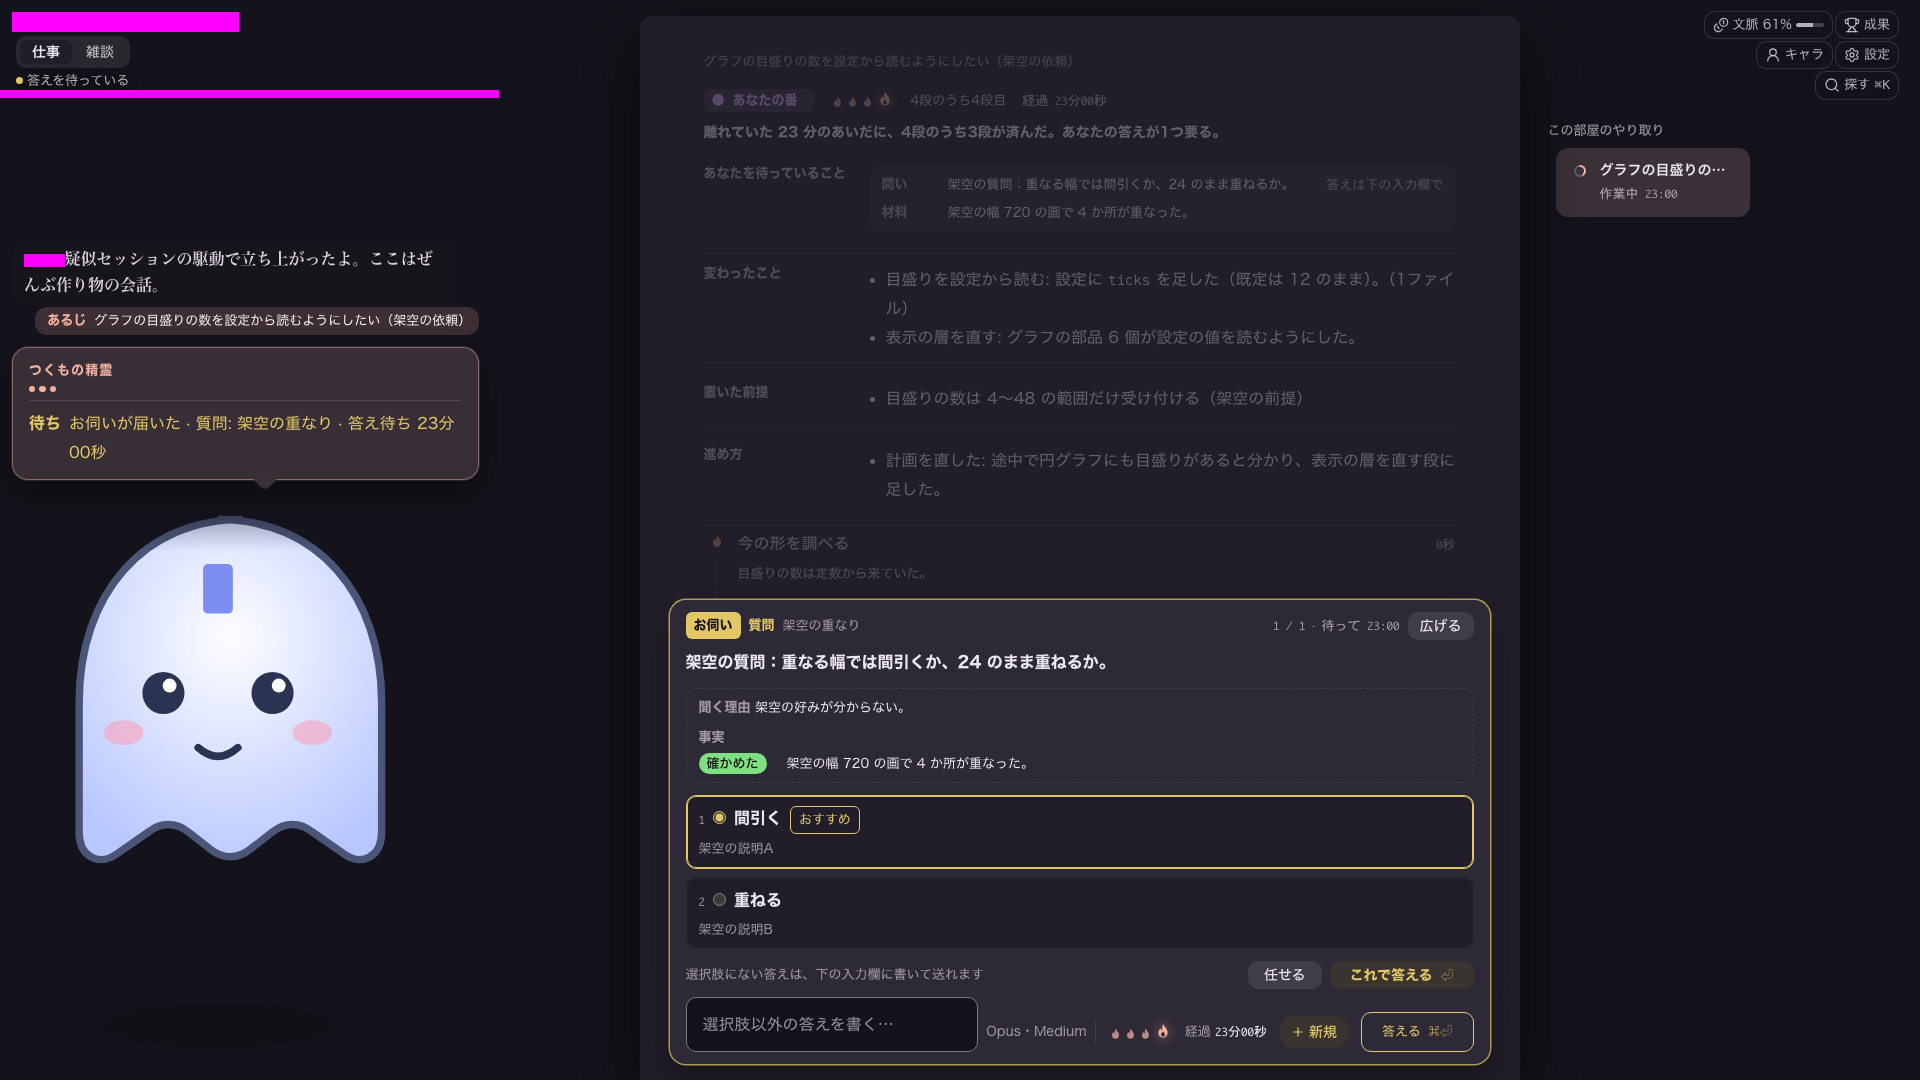 仕事 雑談
答えを待っている
疑似セッションの駆動で立ち上がったよ。ここはぜ
んぶ作り物の会話。
あるじ グラフの目盛りの数を設定から読むようにしたい（架空の依頼）
つくもの精霊
待ち お伺いが届いた · 質問: 架空の重なり · 答え待ち 23分
00秒
グラフの目盛りの数を設定から読むようにしたい（架空の依頼）
あなたの番 4段のうち4段目 経過 23分00秒
離れていた 23 分のあいだに、4段のうち3段が済んだ。あなたの答えが1つ要る。
あなたを待っていること
問い 架空の質問：重なる幅では間引くか、24 のまま重ねるか。 答えは下の入力欄で
材料 架空の幅 720 の画で 4 か所が重なった。
変わったこと
• 目盛りを設定から読む: 設定に ticks を足した（既定は 12 のまま）。（1ファイ
ル）
• 表示の層を直す: グラフの部品 6 個が設定の値を読むようにした。
置いた前提
• 目盛りの数は 4〜48 の範囲だけ受け付ける（架空の前提）
進め方
• 計画を直した: 途中で円グラフにも目盛りがあると分かり、表示の層を直す段に
足した。
今の形を調べる 0秒
目盛りの数は定数から来ていた。
お伺い 質問 架空の重なり 1 / 1 · 待って 23:00 広げる
架空の質問：重なる幅では間引くか、24 のまま重ねるか。
聞く理由 架空の好みが分からない。
事実
確かめた 架空の幅 720 の画で 4 か所が重なった。
1 間引く おすすめ
架空の説明A
2 重ねる
架空の説明B
選択肢にない答えは、下の入力欄に書いて送れます 任せる これで答える ⏎
選択肢以外の答えを書く… Opus・Medium 経過 23分00秒 ＋ 新規 答える ⌘⏎
文脈 61% 成果
キャラ 設定
探す ⌘K
この部屋のやり取り
グラフの目盛りの…
作業中 23:00